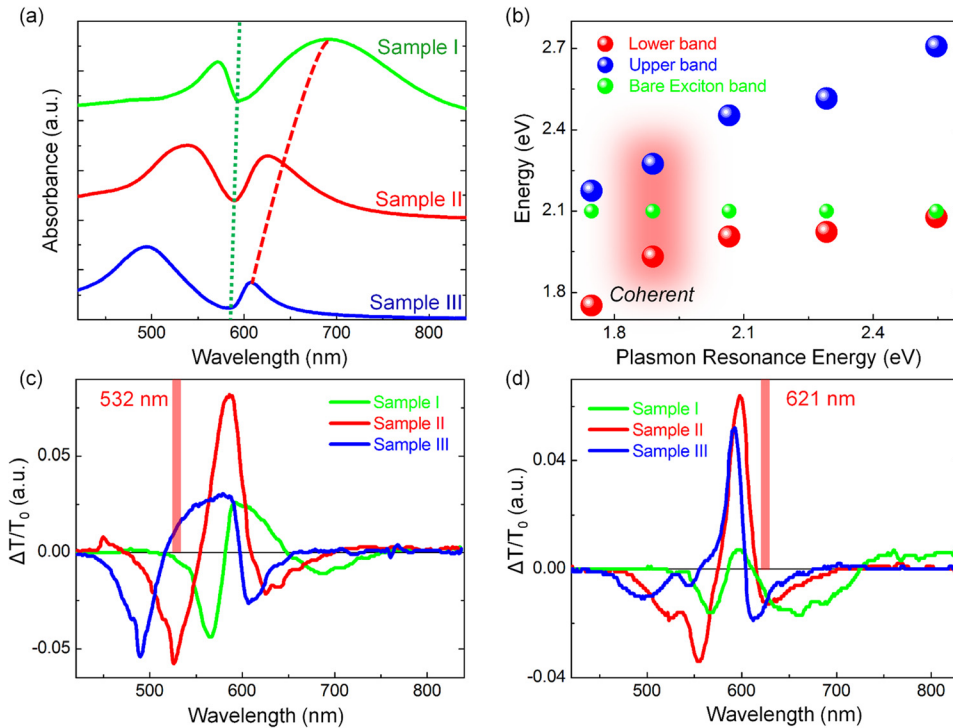 (a)
Sample I
Sample II
Sample III
Absorbance (a.u.)
500
600
700
800
Wavelength (nm)
(b)
Lower band
Upper band
Bare Exciton band
Coherent
Energy (eV)
2.7
2.4
2.1
1.8
1.8
2.1
2.4
Plasmon Resonance Energy (eV)
(c)
532 nm
Sample I
Sample II
Sample III
ΔT/T₀ (a.u.)
0.05
0.00
-0.05
500
600
700
800
Wavelength (nm)
(d)
621 nm
Sample I
Sample II
Sample III
ΔT/T₀ (a.u.)
0.04
0.00
-0.04
500
600
700
800
Wavelength (nm)